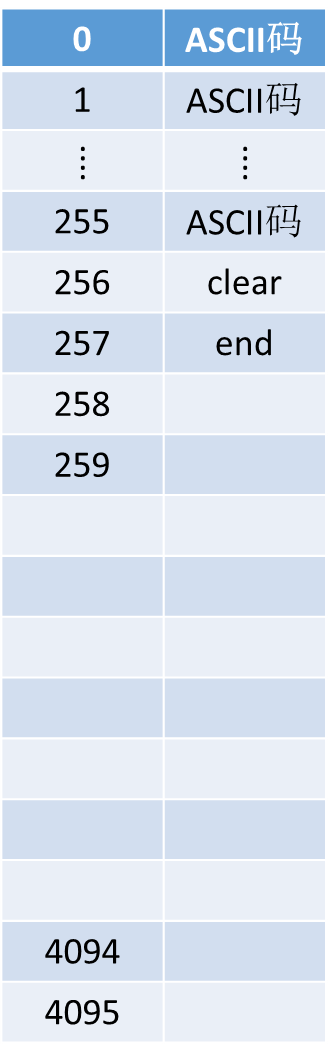 0 ASCII码
1 ASCII码
⋮ ⋮
255 ASCII码
256 clear
257 end
258
259
4094
4095